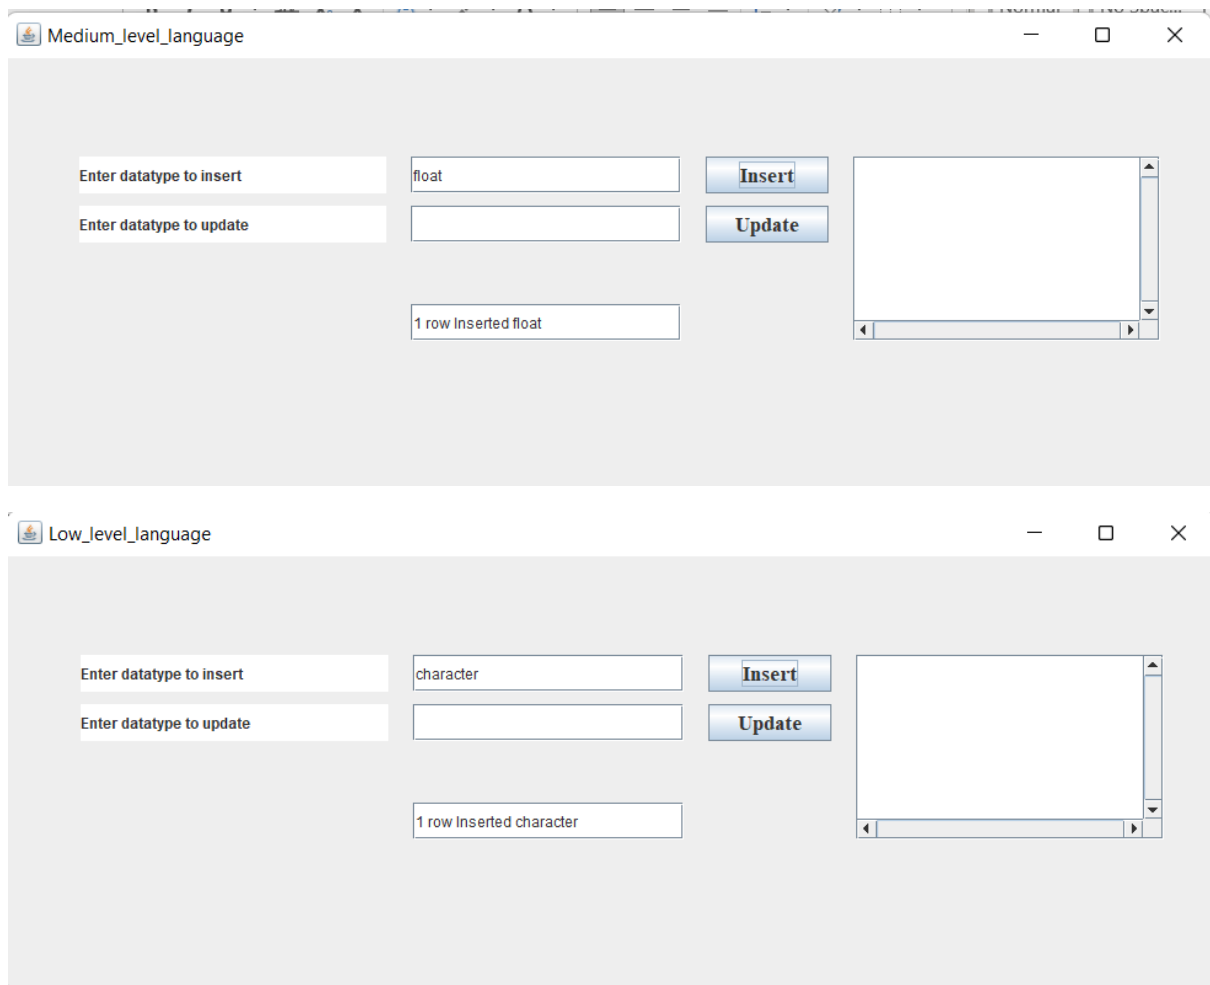 Medium_level_language
Enter datatype to insert float Insert
Enter datatype to update Update
1 row Inserted float
Low_level_language
Enter datatype to insert character Insert
Enter datatype to update Update
1 row Inserted character